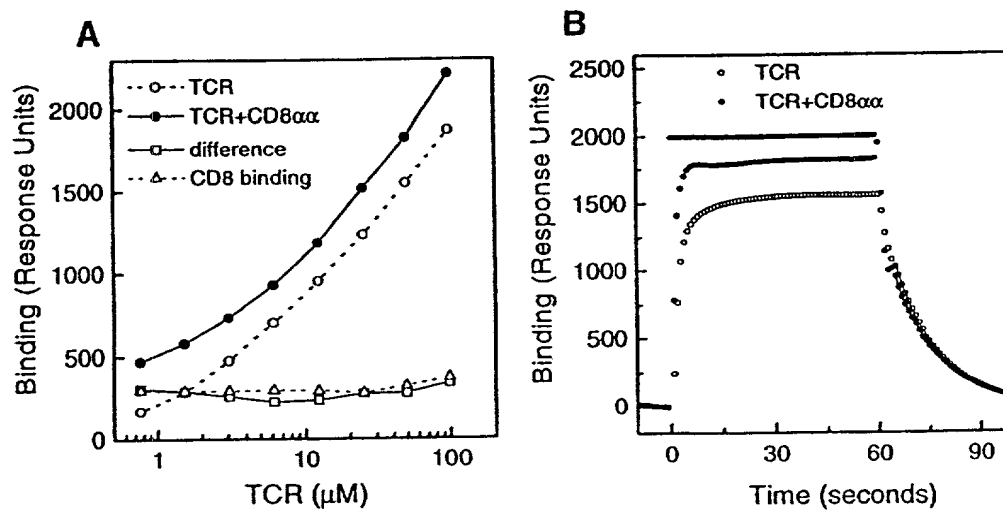 A
Binding (Response Units)
2000
1500
1000
500
0
TCR
TCR+CD8αα
difference
CD8 binding
1
10
100
TCR (μM)
B
Binding (Response Units)
2500
2000
1500
1000
500
0
TCR
TCR+CD8αα
0
30
60
90
Time (seconds)